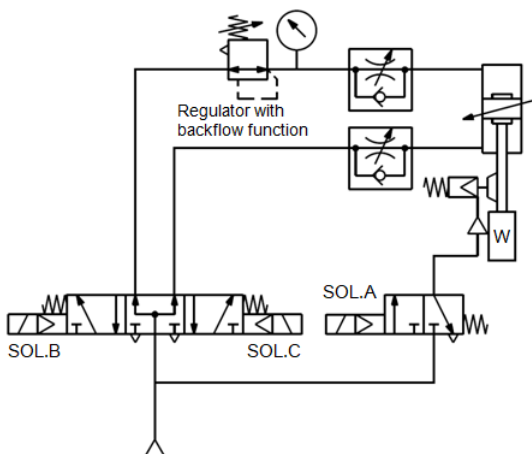 Regulator with
backflow function
W
SOL.A
SOL.B
SOL.C